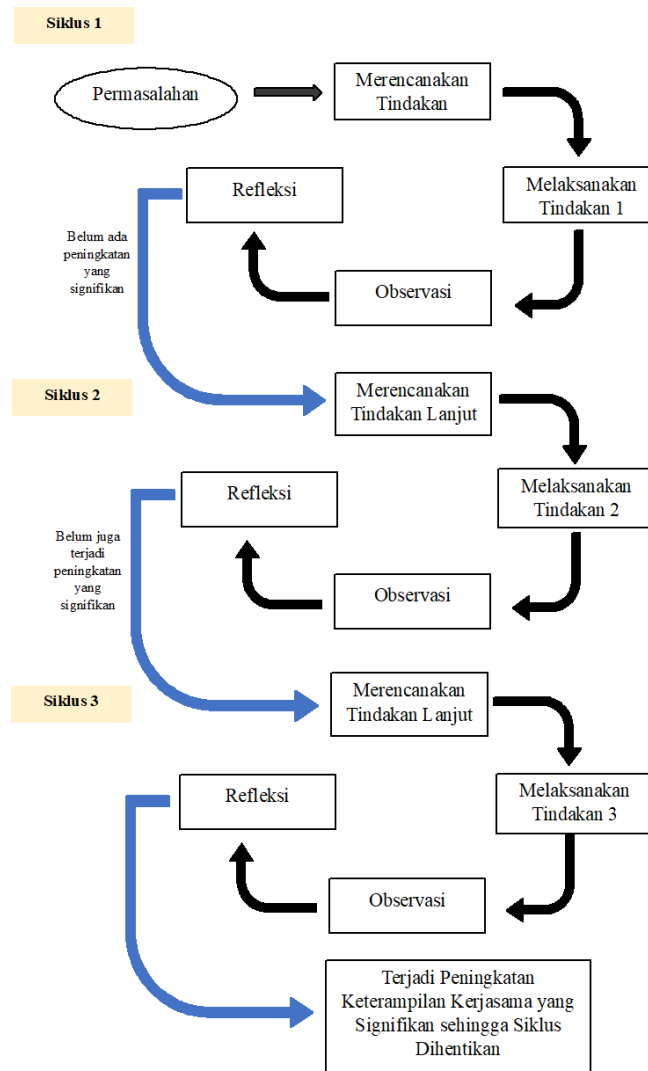 Siklus 1
Permasalahan
Merencanakan
Tindakan
Melaksanakan
Tindakan 1
Observasi
Refleksi
Belum ada
peningkatan
yang
signifikan
Siklus 2
Merencanakan
Tindakan Lanjut
Melaksanakan
Tindakan 2
Observasi
Refleksi
Belum juga
terjadi
peningkatan
yang
signifikan
Siklus 3
Merencanakan
Tindakan Lanjut
Melaksanakan
Tindakan 3
Observasi
Refleksi
Terjadi Peningkatan
Keterampilan Kerjasama yang
Signifikan sehingga Siklus
Dihentikan